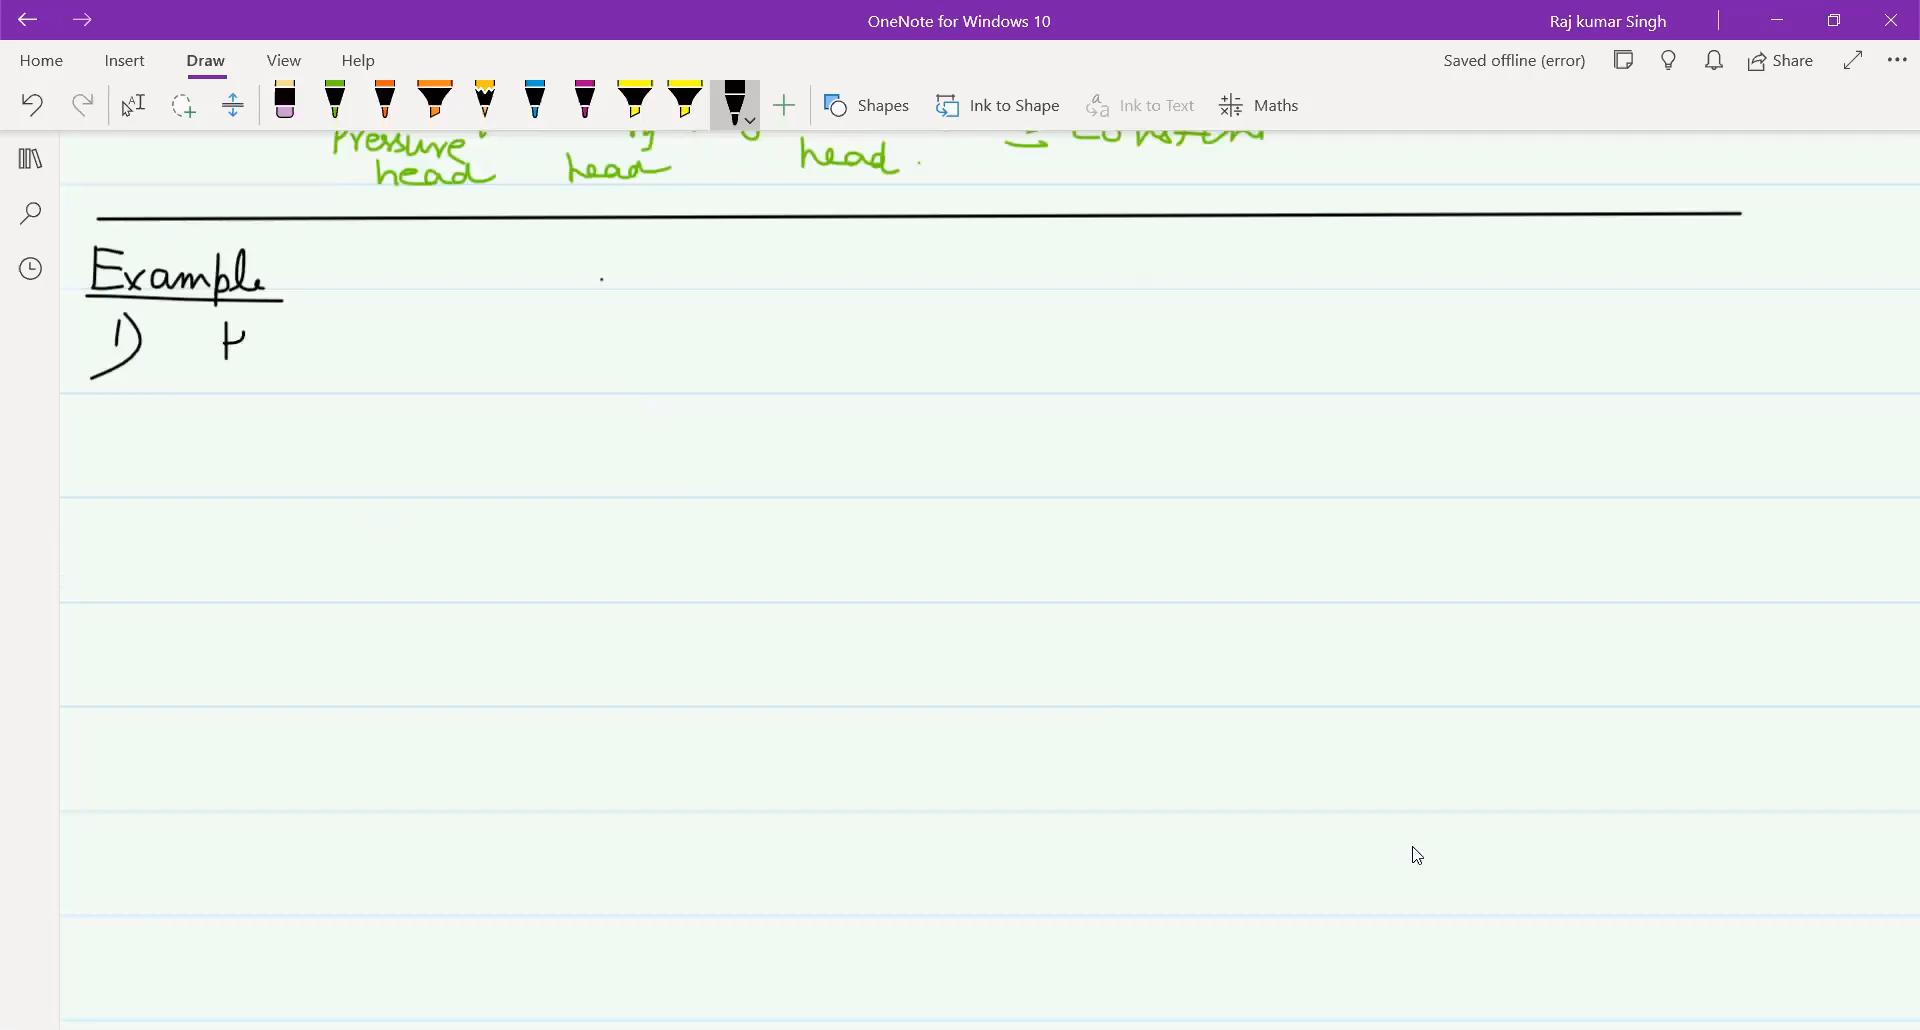 OneNote for Windows 10
Raj kumar Singh
Home Insert Draw View Help
Saved offline (error) Share
Shapes Ink to Shape Ink to Text Maths
Pressure
head head head .
= Constant
Example
1)